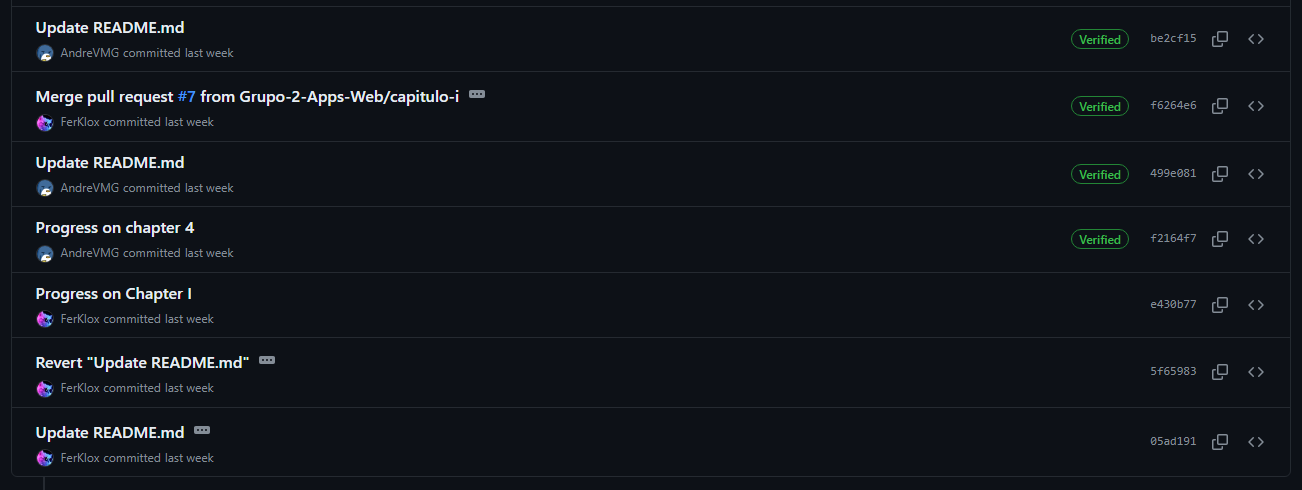 Update README.md
AndreVMG committed last week
Verified
be2cf15
Merge pull request #7 from Grupo-2-Apps-Web/capitulo-i
FerKlox committed last week
Verified
f6264e6
Update README.md
AndreVMG committed last week
Verified
499e081
Progress on chapter 4
AndreVMG committed last week
Verified
f2164f7
Progress on Chapter I
FerKlox committed last week
e430b77
Revert "Update README.md"
FerKlox committed last week
5f65983
Update README.md
FerKlox committed last week
05ad191